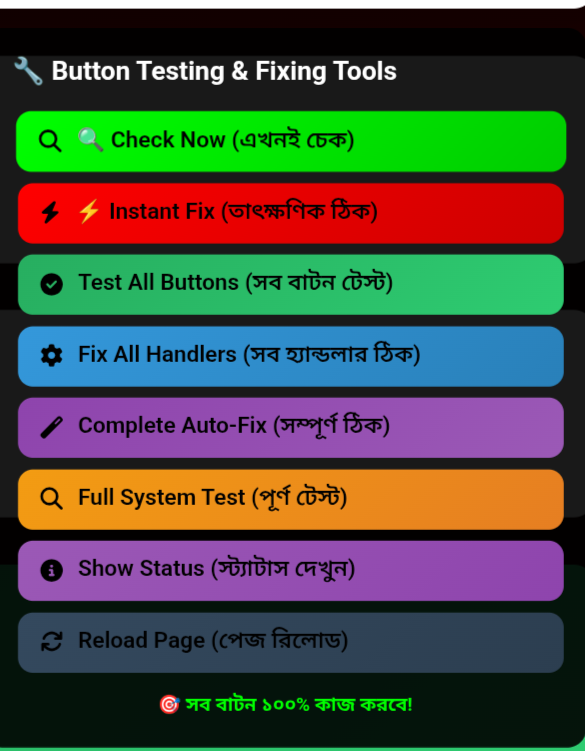 🔧 Button Testing & Fixing Tools
🔍 Check Now (এখনই চেক)
⚡ Instant Fix (তাৎক্ষণিক ঠিক)
Test All Buttons (সব বাটন টেস্ট)
Fix All Handlers (সব হ্যান্ডলার ঠিক)
Complete Auto-Fix (সম্পূর্ণ ঠিক)
Full System Test (পূর্ণ টেস্ট)
Show Status (স্ট্যাটাস দেখুন)
Reload Page (পেজ রিলোড)
🎯 সব বাটন ১০০% কাজ করবে!